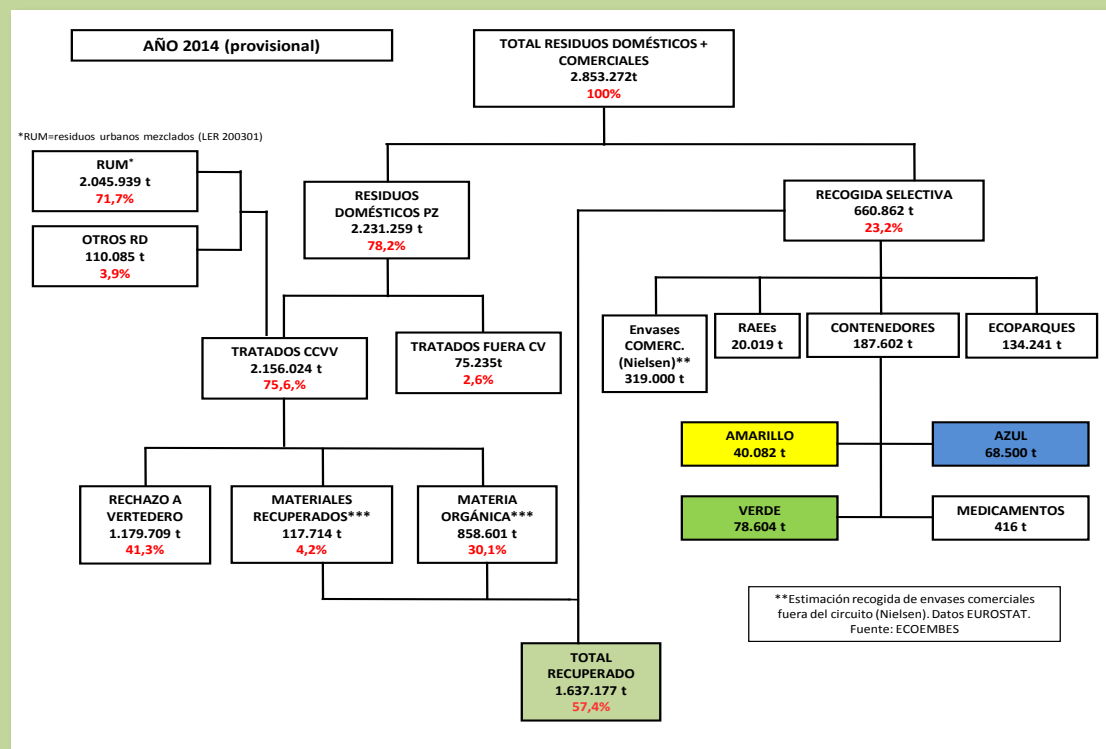 AÑO 2014 (provisional)
TOTAL RESIDUOS DOMÉSTICOS +
COMERCIALES
2.853.272t
100%
*RUM=residuos urbanos mezclados (LER 200301)
RUM*
2.045.939 t
71,7%
OTROS RD
110.085 t
3,9%
RESIDUOS
DOMÉSTICOS PZ
2.231.259 t
78,2%
RECOGIDA SELECTIVA
660.862 t
23,2%
TRATADOS CCVV
2.156.024 t
75,6,%
TRATADOS FUERA CV
75.235t
2,6%
Envases
COMERC.
(Nielsen)**
319.000 t
RAEEs
20.019 t
CONTENEDORES
187.602 t
ECOPARQUES
134.241 t
AMARILLO
40.082 t
AZUL
68.500 t
VERDE
78.604 t
MEDICAMENTOS
416 t
RECHAZO A
VERTEDERO
1.179.709 t
41,3%
MATERIALES
RECUPERADOS***
117.714 t
4,2%
MATERIA
ORGÁNICA***
858.601 t
30,1%
**Estimación recogida de envases comerciales
fuera del circuito (Nielsen). Datos EUROSTAT.
Fuente: ECOEMBES
TOTAL
RECUPERADO
1.637.177 t
57,4%